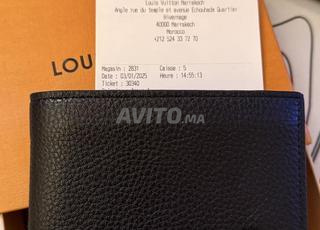 Louis Vuitton Marrakech
Angle rue du temple et avenue Echouhada Quartier
Hivernage
40000 Marrakech
Morocco
+212 524 33 72 70
Magasin : 2831 Caisse : 5
Date : 03/01/2025 Heure : 14:55:13
Ticket : 30340
LOU
AVITO.MA